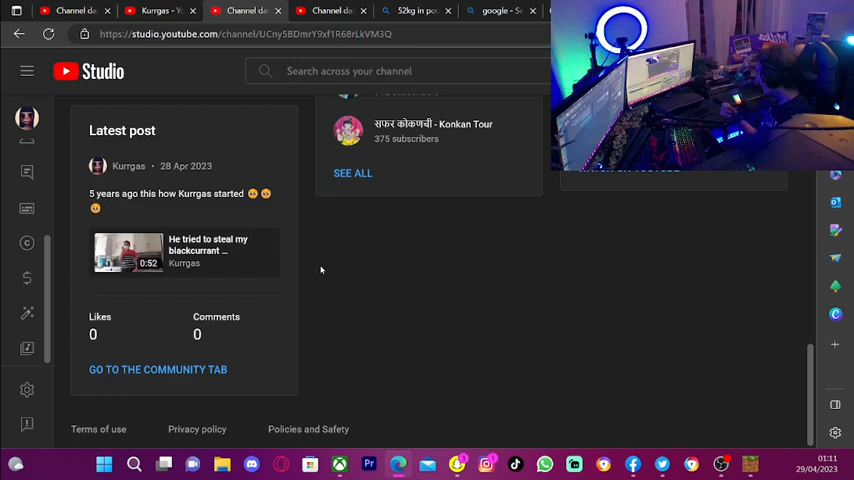 Channel da
Kurrgas - Yo
Channel da
Channel da
52kg in pou
google - Se
https://studio.youtube.com/channel/UCny5BDmrY9xf1R68rLkVM3Q
Studio
Search across your channel
Latest post
Kurrgas • 28 Apr 2023
5 years ago this how Kurrgas started
He tried to steal my
blackcurrant ...
Kurrgas
0:52
Likes
Comments
0
0
GO TO THE COMMUNITY TAB
सफर कोकणची - Konkan Tour
375 subscribers
SEE ALL
Terms of use
Privacy policy
Policies and Safety
Pr
01:11
29/04/2023